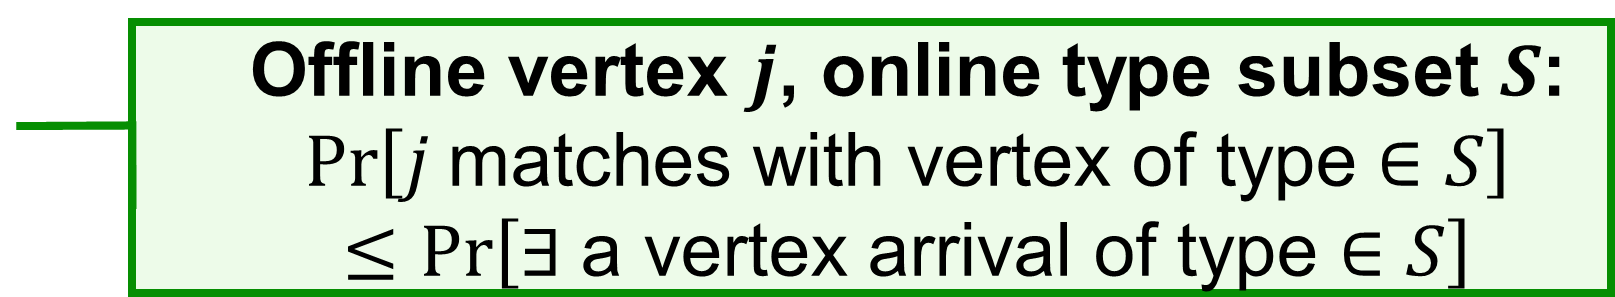 Offline vertex j, online type subset S:
Pr[j matches with vertex of type ∈ S]
≤ Pr[∃ a vertex arrival of type ∈ S]